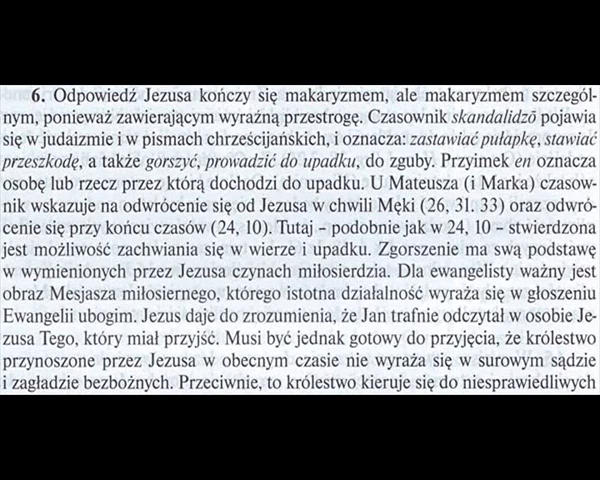 6. Odpowiedź Jezusa kończy się makaryzmem, ale makaryzmem szczegól-
nym, ponieważ zawierającym wyraźną przestrogę. Czasownik skandalidzō pojawia
się w judaizmie i w pismach chrześcijańskich, i oznacza: zastawiać pułapkę, stawiać
przeszkodę, a także gorszyć, prowadzić do upadku, do zguby. Przyimek en oznacza
osobę lub rzecz przez którą dochodzi do upadku. U Mateusza (i Marka) czasow-
nik wskazuje na odwrócenie się od Jezusa w chwili Męki (26, 31. 33) oraz odwró-
cenie się przy końcu czasów (24, 10). Tutaj – podobnie jak w 24, 10 – stwierdzona
jest możliwość zachwiania się w wierze i upadku. Zgorszenie ma swą podstawę
w wymienionych przez Jezusa czynach miłosierdzia. Dla ewangelisty ważny jest
obraz Mesjasza miłosiernego, którego istotna działalność wyraża się w głoszeniu
Ewangelii ubogim. Jezus daje do zrozumienia, że Jan trafnie odczytał w osobie Je-
zusa Tego, który miał przyjść. Musi być jednak gotowy do przyjęcia, że królestwo
przynoszone przez Jezusa w obecnym czasie nie wyraża się w surowym sądzie
i zagładzie bezbożnych. Przeciwnie, to królestwo kieruje się do niesprawiedliwych